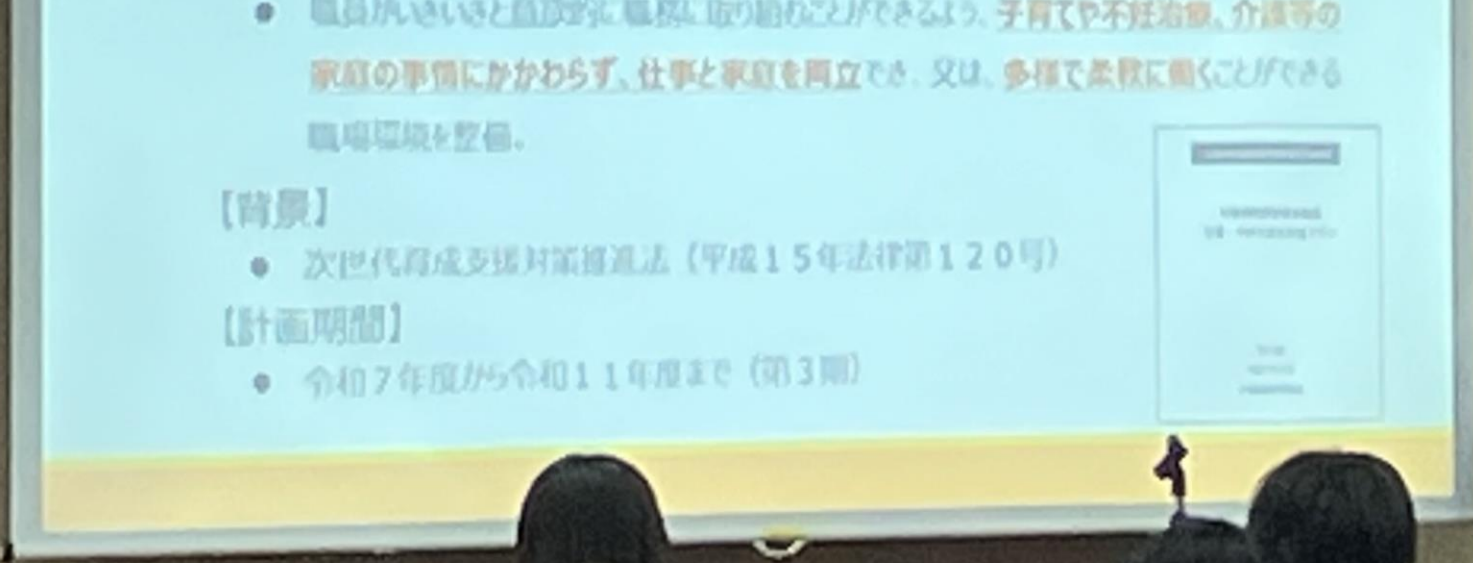 職員がいきいきと意欲的に職務に取り組むことができるよう、子育てや不妊治療、介護等の
家庭の事情にかかわらず、仕事と家庭を両立でき、又は、多様で柔軟に働くことができる
職場環境を整備。
【背景】
● 次世代育成支援対策推進法（平成１５年法律第１２０号）
【計画期間】
● 令和７年度から令和１１年度まで（第３期）